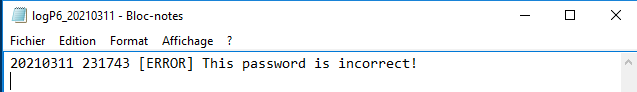 logP6_20210311 - Bloc-notes
Fichier Edition Format Affichage ?
20210311 231743 [ERROR] This password is incorrect!